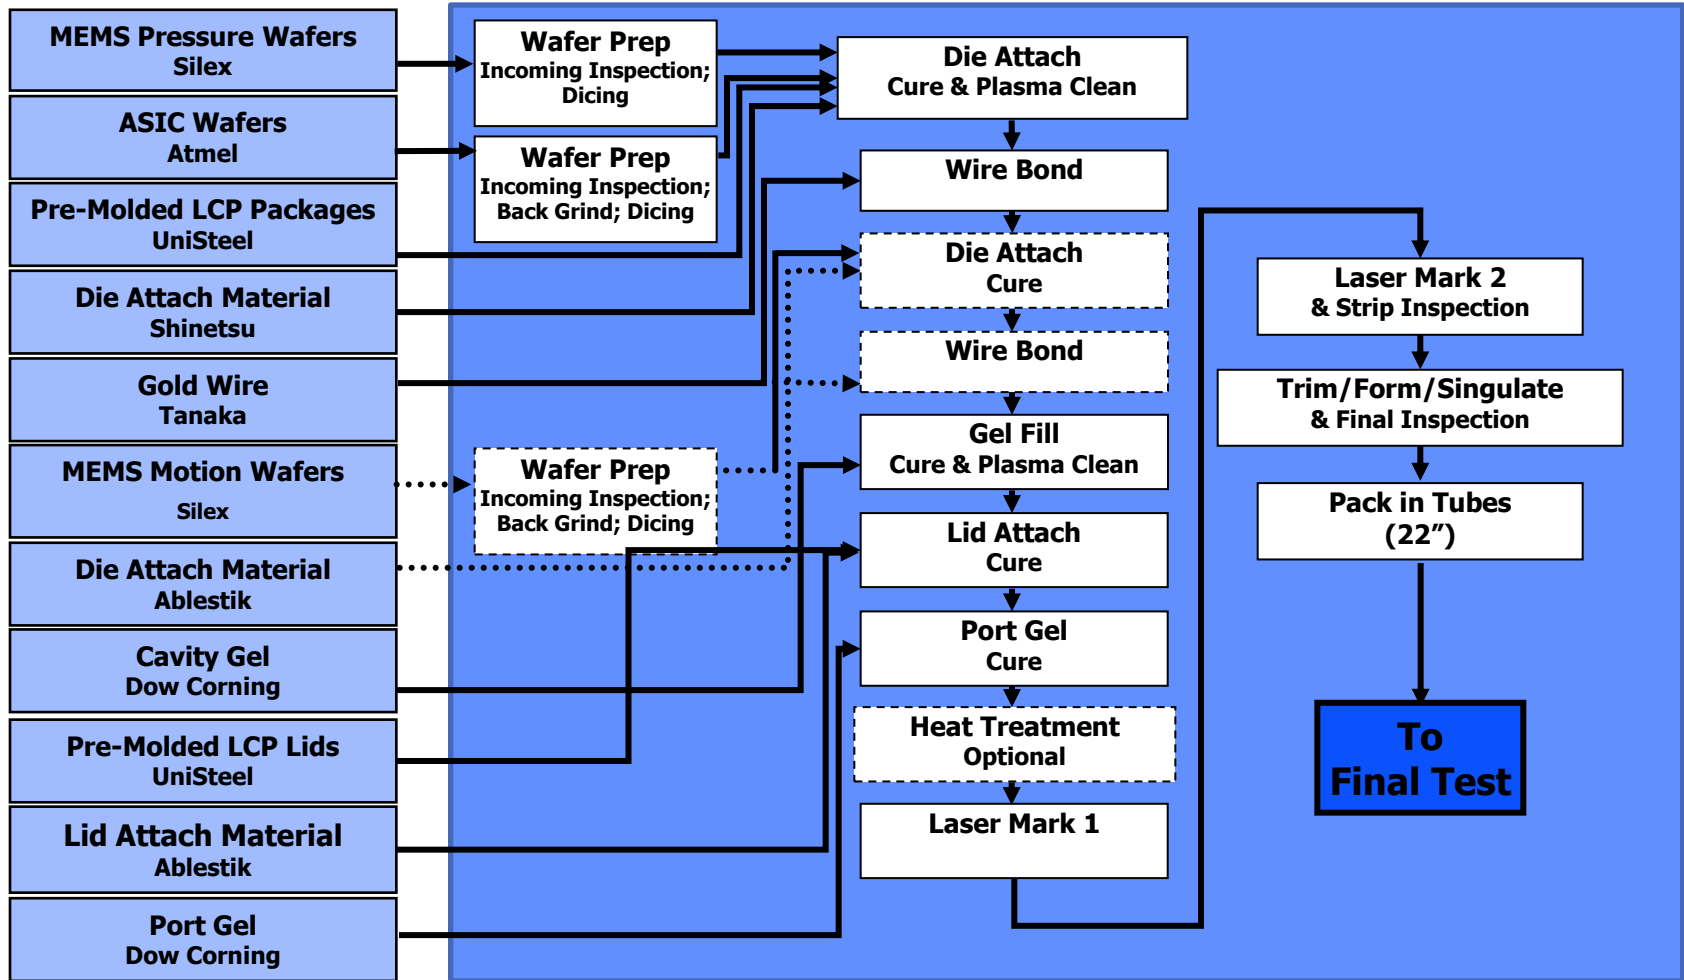 MEMS Pressure Wafers
Silex
ASIC Wafers
Atmel
Pre-Molded LCP Packages
UniSteel
Die Attach Material
Shinetsu
Gold Wire
Tanaka
MEMS Motion Wafers
Silex
Die Attach Material
Ablestik
Cavity Gel
Dow Corning
Pre-Molded LCP Lids
UniSteel
Lid Attach Material
Ablestik
Port Gel
Dow Corning
Wafer Prep
Incoming Inspection;
Dicing
Wafer Prep
Incoming Inspection;
Back Grind; Dicing
Wafer Prep
Incoming Inspection;
Back Grind; Dicing
Die Attach
Cure & Plasma Clean
Wire Bond
Die Attach
Cure
Wire Bond
Gel Fill
Cure & Plasma Clean
Lid Attach
Cure
Port Gel
Cure
Heat Treatment
Optional
Laser Mark 1
Laser Mark 2
& Strip Inspection
Trim/Form/Singulate
& Final Inspection
Pack in Tubes
(22”)
To
Final Test